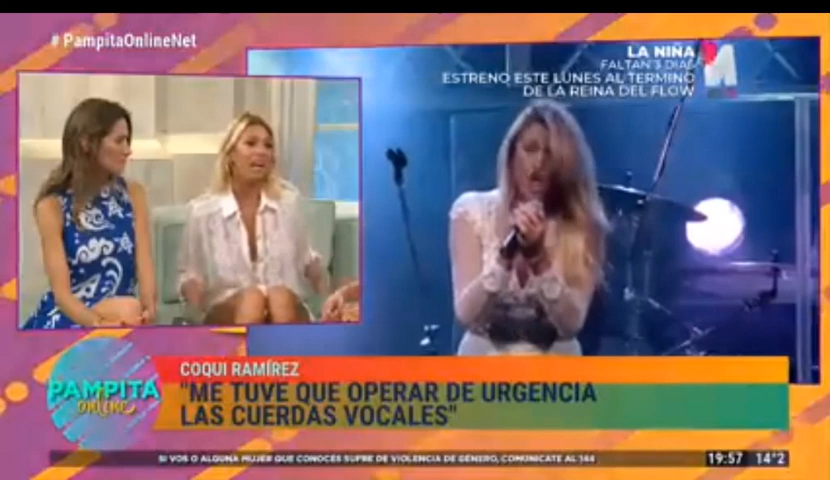 #PampitaOnlineNet
LA NIÑA
FALTAN 3 DÍAS
ESTRENO ESTE LUNES AL TERMINO
DE LA REINA DEL FLOW
M
COQUI RAMÍREZ
PAMPITA
ONLINE
"ME TUVE QUE OPERAR DE URGENCIA
LAS CUERDAS VOCALES"
SI VOS O ALGUNA MUJER QUE CONOCES SUFRE DE VIOLENCIA DE GÉNERO, COMUNICATE AL 144
19:57 14°2